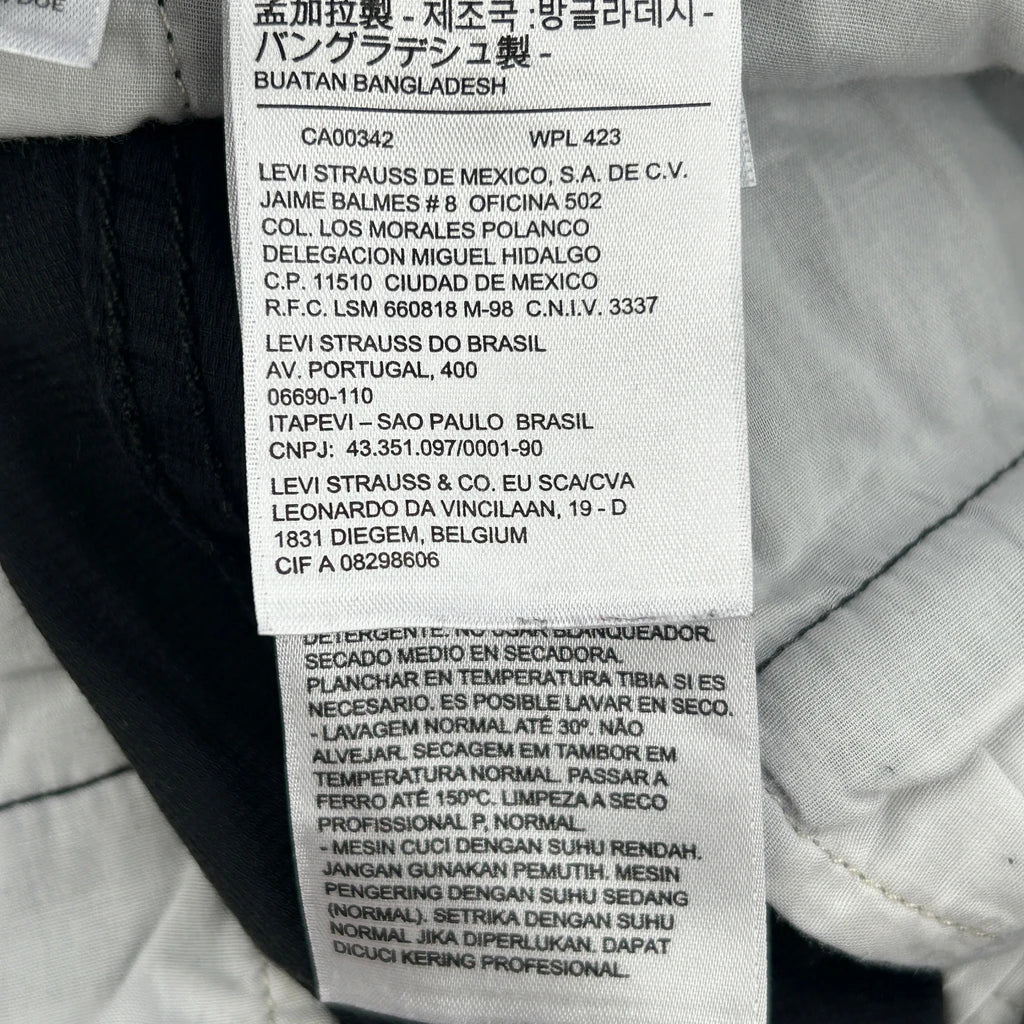 DUE
孟加拉製 - 제조국 :방글라데시 -
バングラデシュ製 -
BUATAN BANGLADESH
CA00342 WPL 423
LEVI STRAUSS DE MEXICO, S.A. DE C.V.
JAIME BALMES # 8 OFICINA 502
COL. LOS MORALES POLANCO
DELEGACION MIGUEL HIDALGO
C.P. 11510 CIUDAD DE MEXICO
R.F.C. LSM 660818 M-98 C.N.I.V. 3337
LEVI STRAUSS DO BRASIL
AV. PORTUGAL, 400
06690-110
ITAPEVI – SAO PAULO BRASIL
CNPJ: 43.351.097/0001-90
LEVI STRAUSS & CO. EU SCA/CVA
LEONARDO DA VINCILAAN, 19 - D
1831 DIEGEM, BELGIUM
CIF A 08298606
DETERGENTE. NO USAR BLANQUEADOR.
SECADO MEDIO EN SECADORA.
PLANCHAR EN TEMPERATURA TIBIA SI ES
NECESARIO. ES POSIBLE LAVAR EN SECO.
- LAVAGEM NORMAL ATÉ 30º. NÃO
ALVEJAR. SECAGEM EM TAMBOR EM
TEMPERATURA NORMAL. PASSAR A
FERRO ATÉ 150ºC. LIMPEZA A SECO
PROFISSIONAL P, NORMAL.
- MESIN CUCI DENGAN SUHU RENDAH.
JANGAN GUNAKAN PEMUTIH. MESIN
PENGERING DENGAN SUHU SEDANG
(NORMAL). SETRIKA DENGAN SUHU
NORMAL JIKA DIPERLUKAN. DAPAT
DICUCI KERING PROFESIONAL.